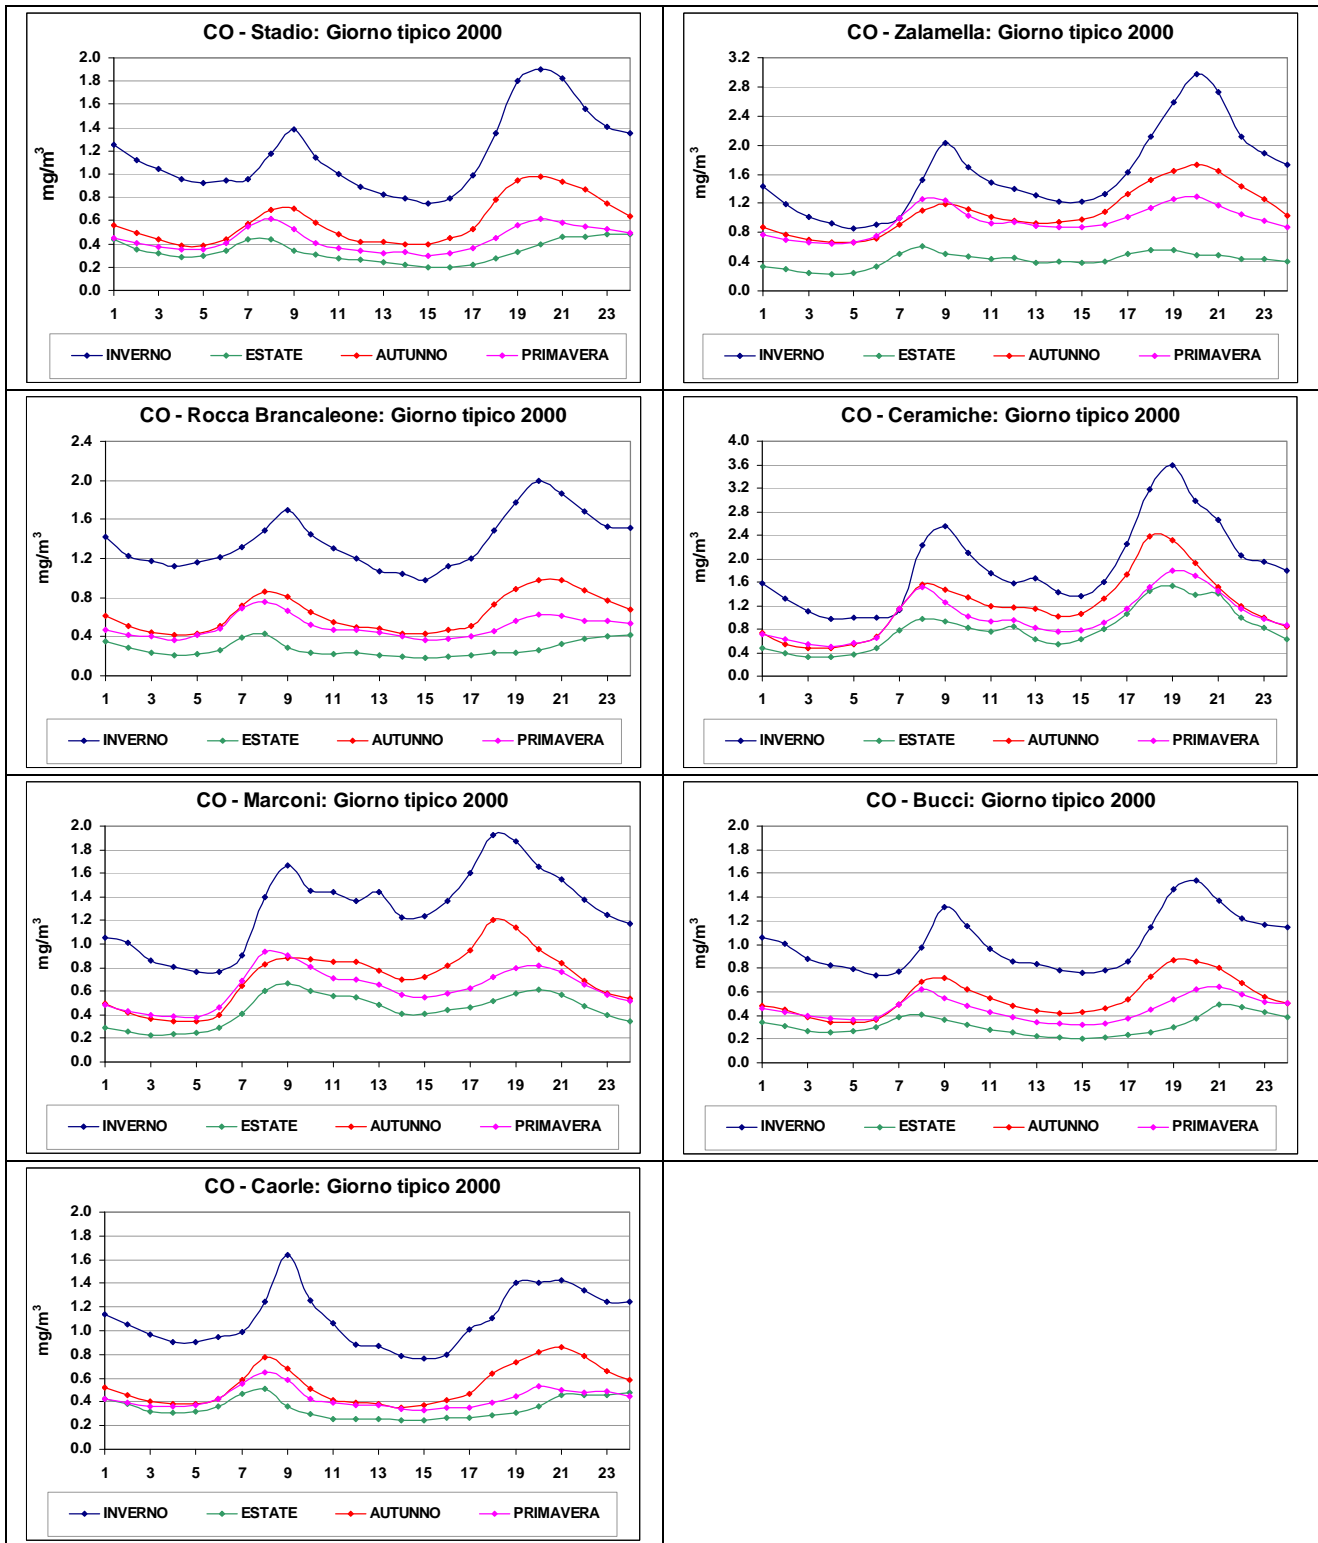 CO - Stadio: Giorno tipico 2000
mg/m³
2.0
1.8
1.6
1.4
1.2
1.0
0.8
0.6
0.4
0.2
0.0
1 3 5 7 9 11 13 15 17 19 21 23
INVERNO ESTATE AUTUNNO PRIMAVERA
CO - Zalamella: Giorno tipico 2000
mg/m³
3.2
2.8
2.4
2.0
1.6
1.2
0.8
0.4
0.0
1 3 5 7 9 11 13 15 17 19 21 23
INVERNO ESTATE AUTUNNO PRIMAVERA
CO - Rocca Brancaleone: Giorno tipico 2000
mg/m³
2.4
2.0
1.6
1.2
0.8
0.4
0.0
1 3 5 7 9 11 13 15 17 19 21 23
INVERNO ESTATE AUTUNNO PRIMAVERA
CO - Ceramiche: Giorno tipico 2000
mg/m³
4.0
3.6
3.2
2.8
2.4
2.0
1.6
1.2
0.8
0.4
0.0
1 3 5 7 9 11 13 15 17 19 21 23
INVERNO ESTATE AUTUNNO PRIMAVERA
CO - Marconi: Giorno tipico 2000
mg/m³
2.0
1.8
1.6
1.4
1.2
1.0
0.8
0.6
0.4
0.2
0.0
1 3 5 7 9 11 13 15 17 19 21 23
INVERNO ESTATE AUTUNNO PRIMAVERA
CO - Bucci: Giorno tipico 2000
mg/m³
2.0
1.8
1.6
1.4
1.2
1.0
0.8
0.6
0.4
0.2
0.0
1 3 5 7 9 11 13 15 17 19 21 23
INVERNO ESTATE AUTUNNO PRIMAVERA
CO - Caorle: Giorno tipico 2000
mg/m³
2.0
1.8
1.6
1.4
1.2
1.0
0.8
0.6
0.4
0.2
0.0
1 3 5 7 9 11 13 15 17 19 21 23
INVERNO ESTATE AUTUNNO PRIMAVERA